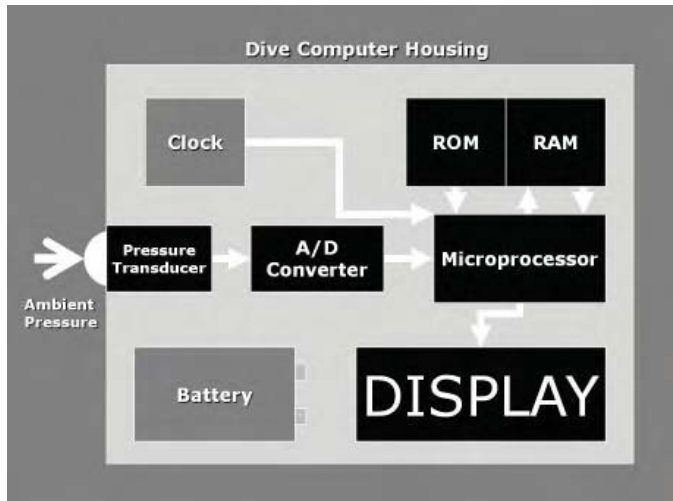 Dive Computer Housing
Clock
ROM
RAM
Pressure
Transducer
A/D
Converter
Microprocessor
Ambient
Pressure
Battery
DISPLAY